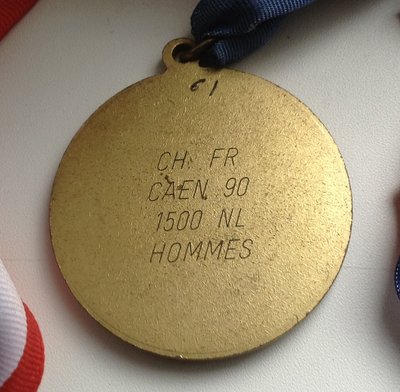 61
CH. FR
CAEN 90
1500 NL
HOMMES